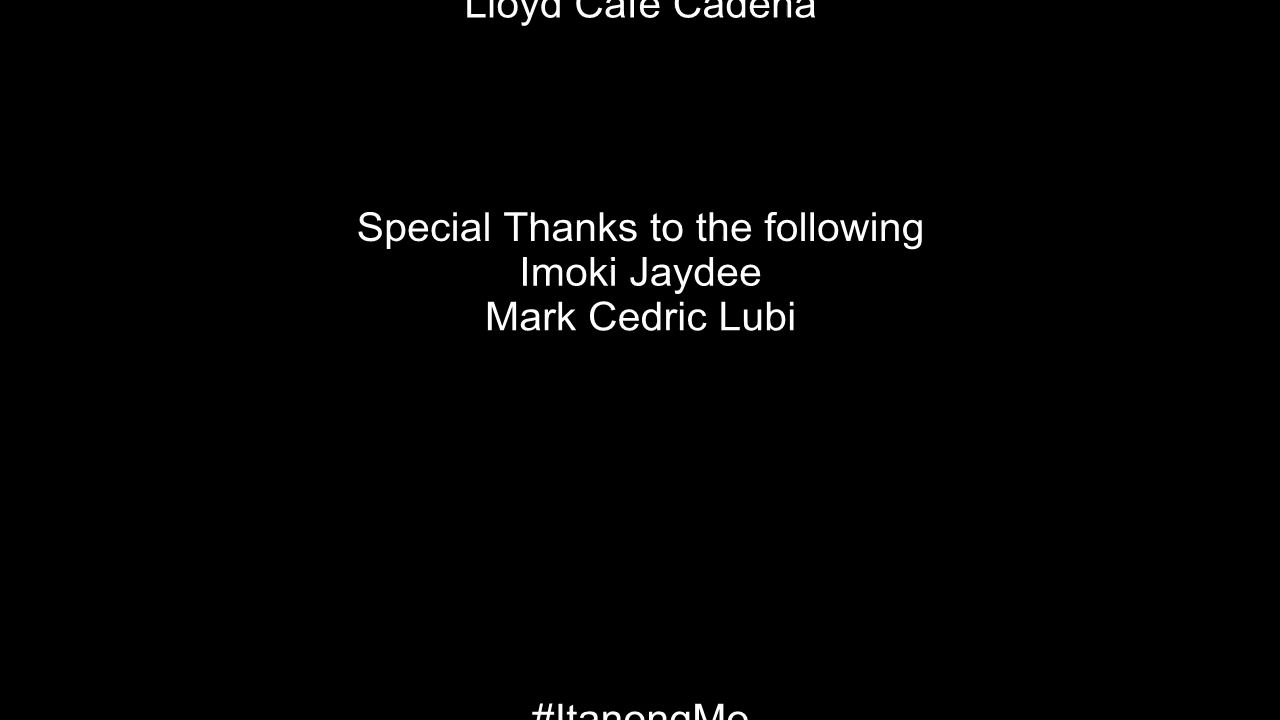 Lloyd Cafe Cadena
Special Thanks to the following
Imoki Jaydee
Mark Cedric Lubi
#ItanongMo